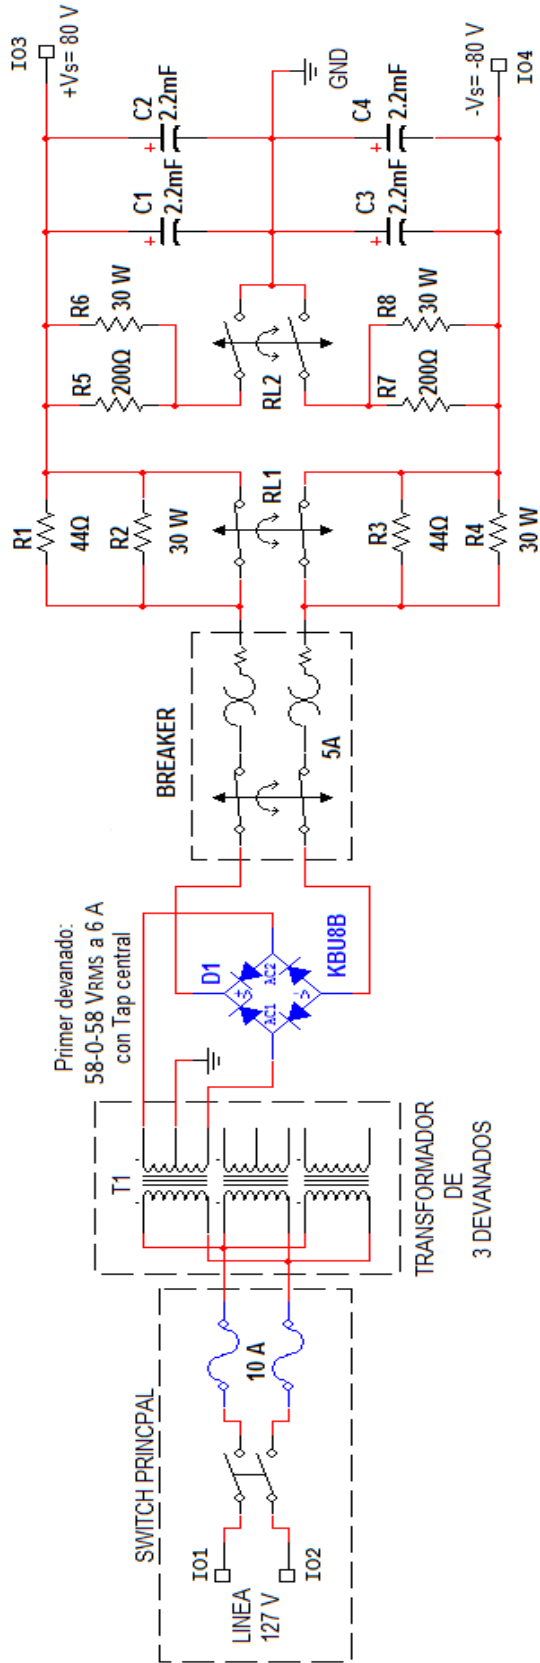 SWITCH PRINCPAL
IO1
LINEA
127 V
IO2
10 A
T1
TRANSFORMADOR
DE
3 DEVANADOS
Primer devanado:
58-0-58 VRMS a 6 A
con Tap central
D1
+
AC1
AC2
-
KBU8B
BREAKER
5A
R1
44Ω
R2
30 W
RL1
R3
44Ω
R4
30 W
R5
200Ω
R6
30 W
RL2
R7
200Ω
R8
30 W
C1
2.2mF
+
C2
2.2mF
+
C3
2.2mF
+
C4
2.2mF
+
GND
IO3
+Vs= 80 V
-Vs= -80 V
IO4